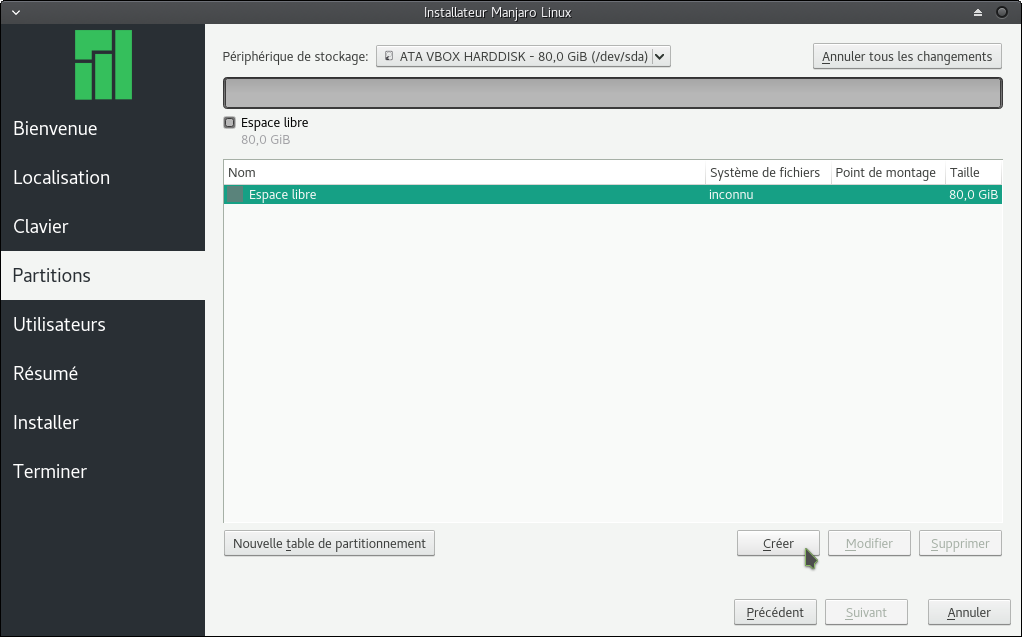 Installateur Manjaro Linux
Bienvenue
Localisation
Clavier
Partitions
Utilisateurs
Résumé
Installer
Terminer
Périphérique de stockage: ATA VBOX HARDDISK - 80,0 GiB (/dev/sda) Annuler tous les changements
Espace libre
80,0 GiB
Nom Système de fichiers Point de montage Taille
Espace libre inconnu 80,0 GiB
Nouvelle table de partitionnement Créer Modifier Supprimer
Précédent Suivant Annuler